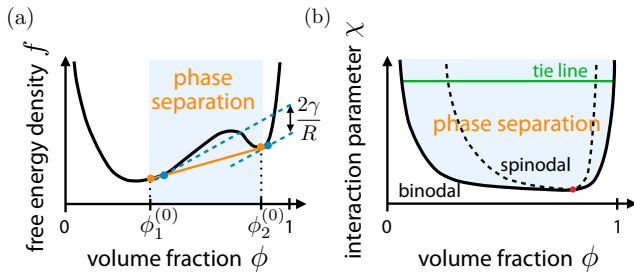 (a)
free energy density f
phase
separation
2γ
R
0
ϕ₁⁽⁰⁾
ϕ₂⁽⁰⁾
1
volume fraction ϕ
(b)
interaction parameter χ
tie line
phase separation
spinodal
binodal
0
1
volume fraction ϕ